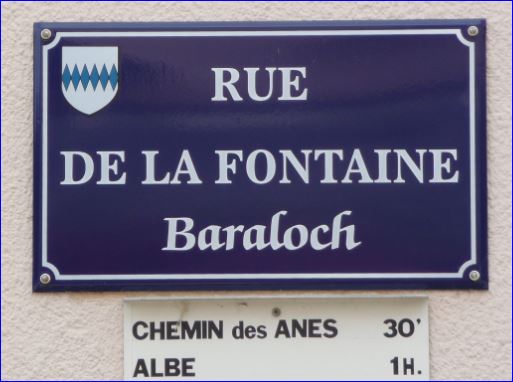 RUE
DE LA FONTAINE
Baraloch
CHEMIN des ANES 30'
ALBE 1H.